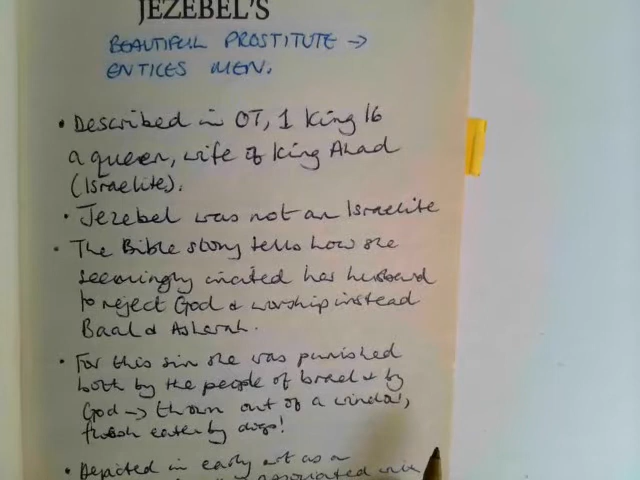 JEZEBEL'S
BEAUTIFUL PROSTITUTE →
ENTICES MEN.
• Described in OT, 1 King 16
a queen, wife of King Ahab
(Israelite).
• Jezebel was not an Israelite
• The Bible story tells how she
seemingly incited her husband
to reject God & worship instead
Baal & Asherah.
• For this sin she was punished
both by the people of Israel & by
God → thrown out of a window,
flesh eaten by dogs!
• Depicted in early art as a
associated with